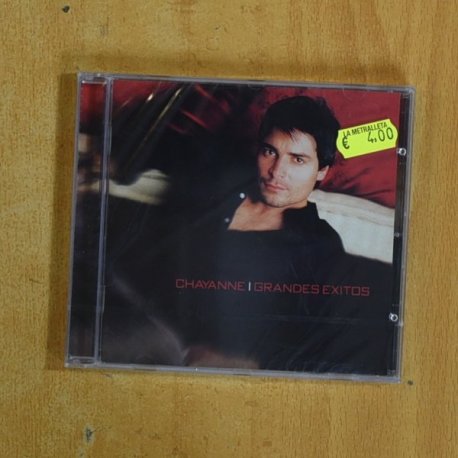 LA METRALLETA
€ 4.00
CHAYANNE | GRANDES EXITOS